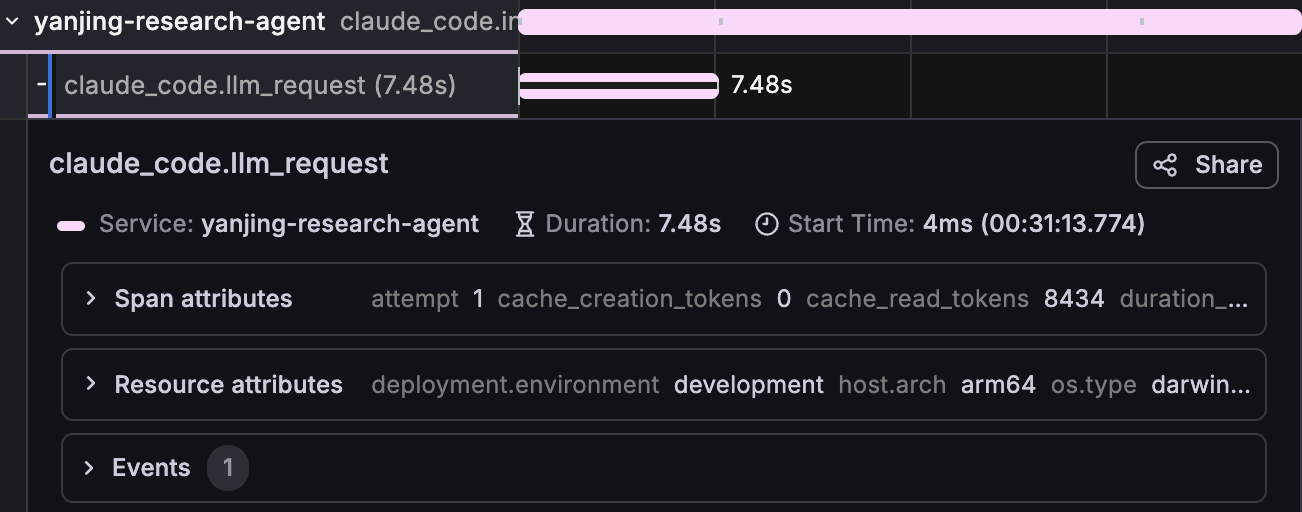 yanjing-research-agent claude_code.in
claude_code.llm_request (7.48s) 7.48s
claude_code.llm_request
Share
Service: yanjing-research-agent Duration: 7.48s Start Time: 4ms (00:31:13.774)
Span attributes attempt 1 cache_creation_tokens 0 cache_read_tokens 8434 duration_...
Resource attributes deployment.environment development host.arch arm64 os.type darwin...
Events 1